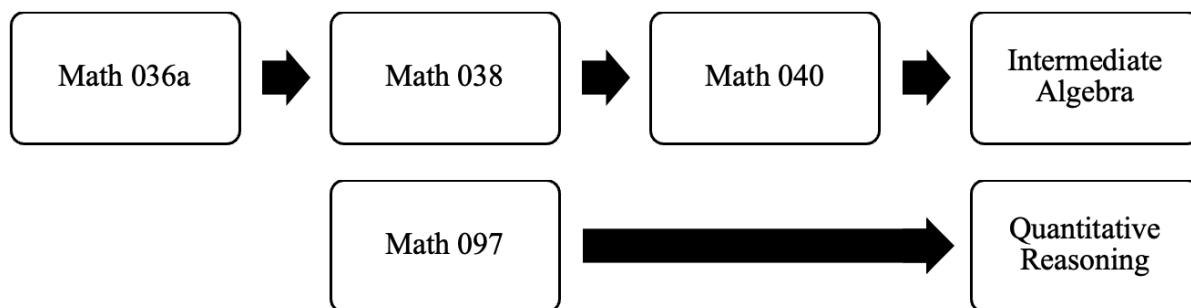 Math 036a
Math 038
Math 040
Intermediate
Algebra
Math 097
Quantitative
Reasoning